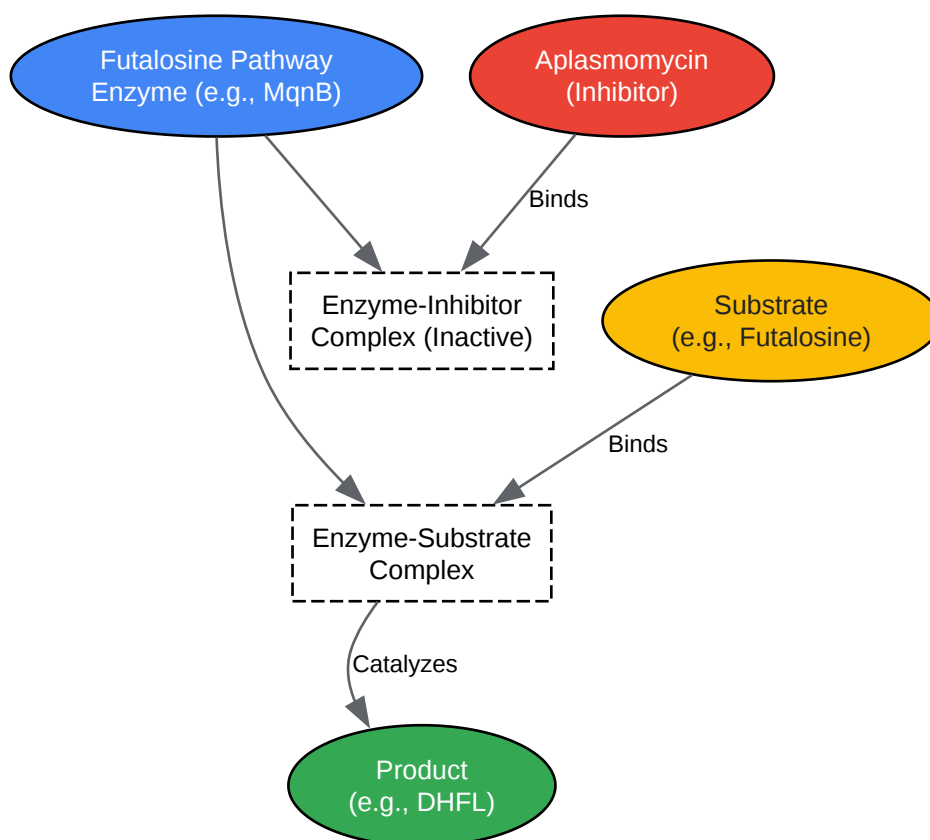 Futalosine Pathway
Enzyme (e.g., MqnB)
Aplasmomycin
(Inhibitor)
Binds
Enzyme-Inhibitor
Complex (Inactive)
Substrate
(e.g., Futalosine)
Binds
Enzyme-Substrate
Complex
Catalyzes
Product
(e.g., DHFL)